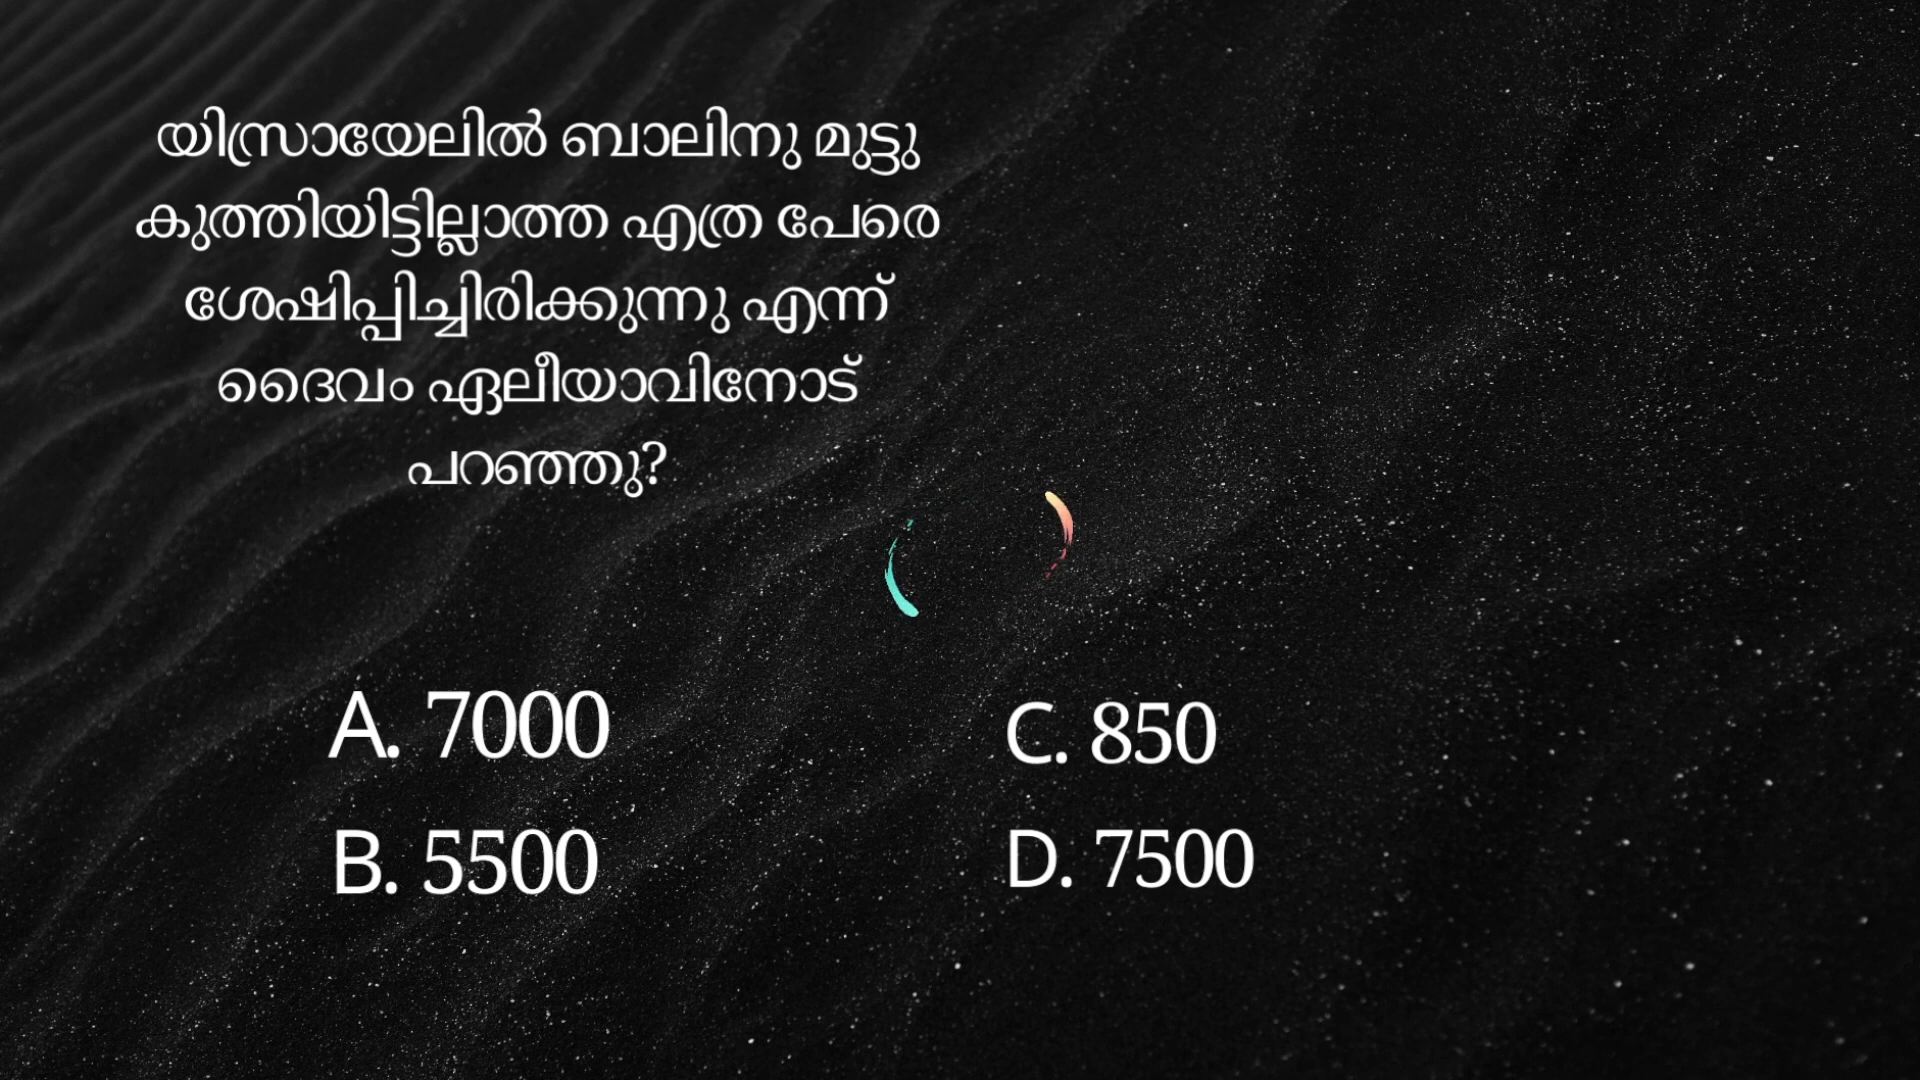 യിസ്രായേലിൽ ബാലിനു മുട്ടു
കുത്തിയിട്ടില്ലാത്ത എത്ര പേരെ
ശേഷിപ്പിച്ചിരിക്കുന്നു എന്ന്
ദൈവം ഏലീയാവിനോട്
പറഞ്ഞു?
A. 7000
B. 5500
C. 850
D. 7500